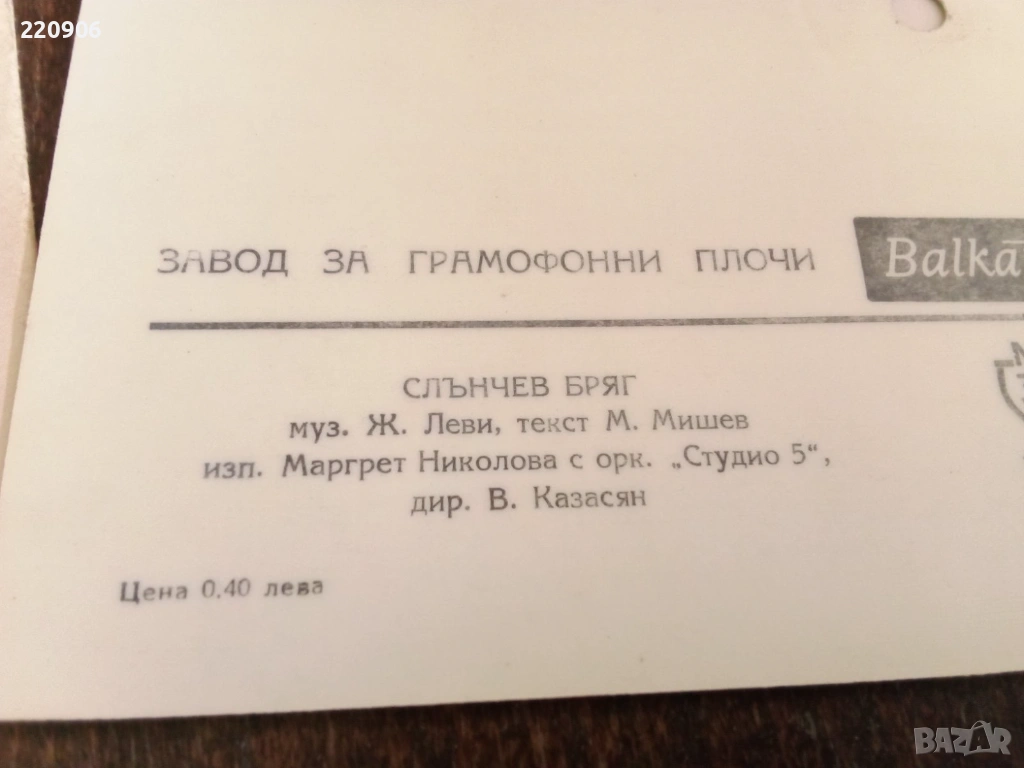 220906
ЗАВОД ЗА ГРАМОФОННИ ПЛОЧИ
Balka
СЛЪНЧЕВ БРЯГ
муз. Ж. Леви, текст М. Мишев
изп. Маргрет Николова с орк. „Студио 5“,
дир. В. Казасян
Цена 0.40 лева
BAZAR